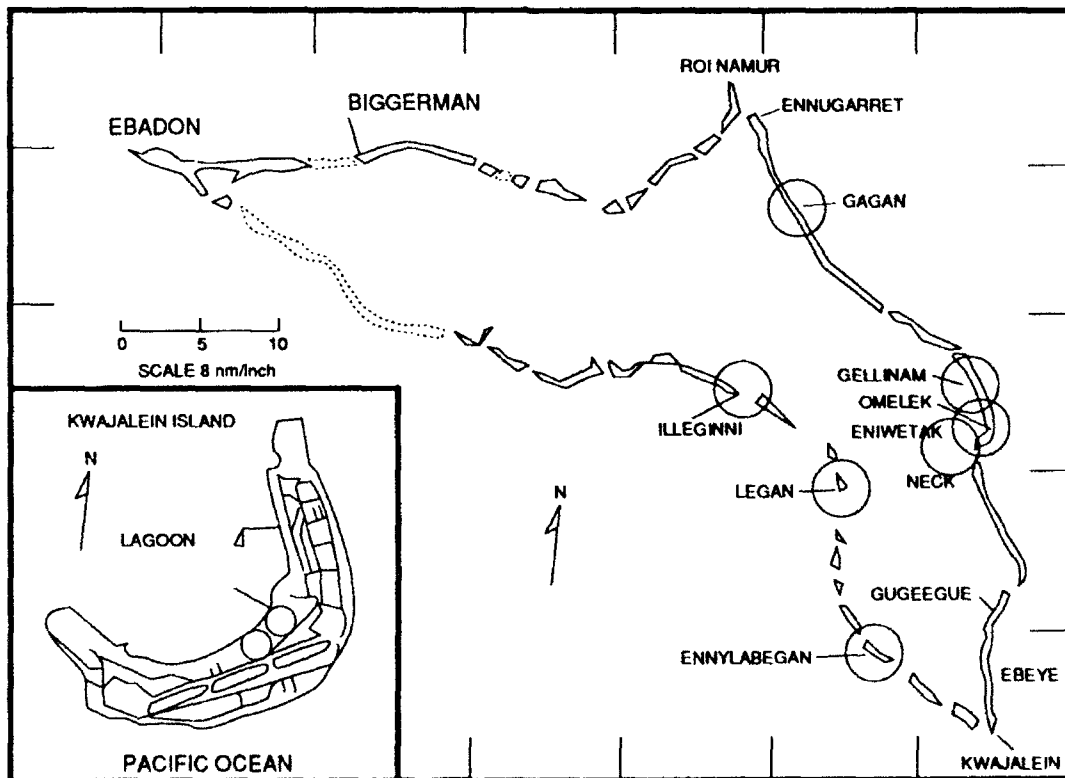 ROI NAMUR
BIGGERMAN
ENNUGARRET
EBADON
GAGAN
0 5 10
SCALE 8 nm/inch
GELLINAM
OMELEK
ENIWETAK
NECK
ILLEGINNI
LEGAN
N
GUGEEGUE
ENNYLABEGAN
EBEYE
KWAJALEIN
KWAJALEIN ISLAND
N
LAGOON
PACIFIC OCEAN